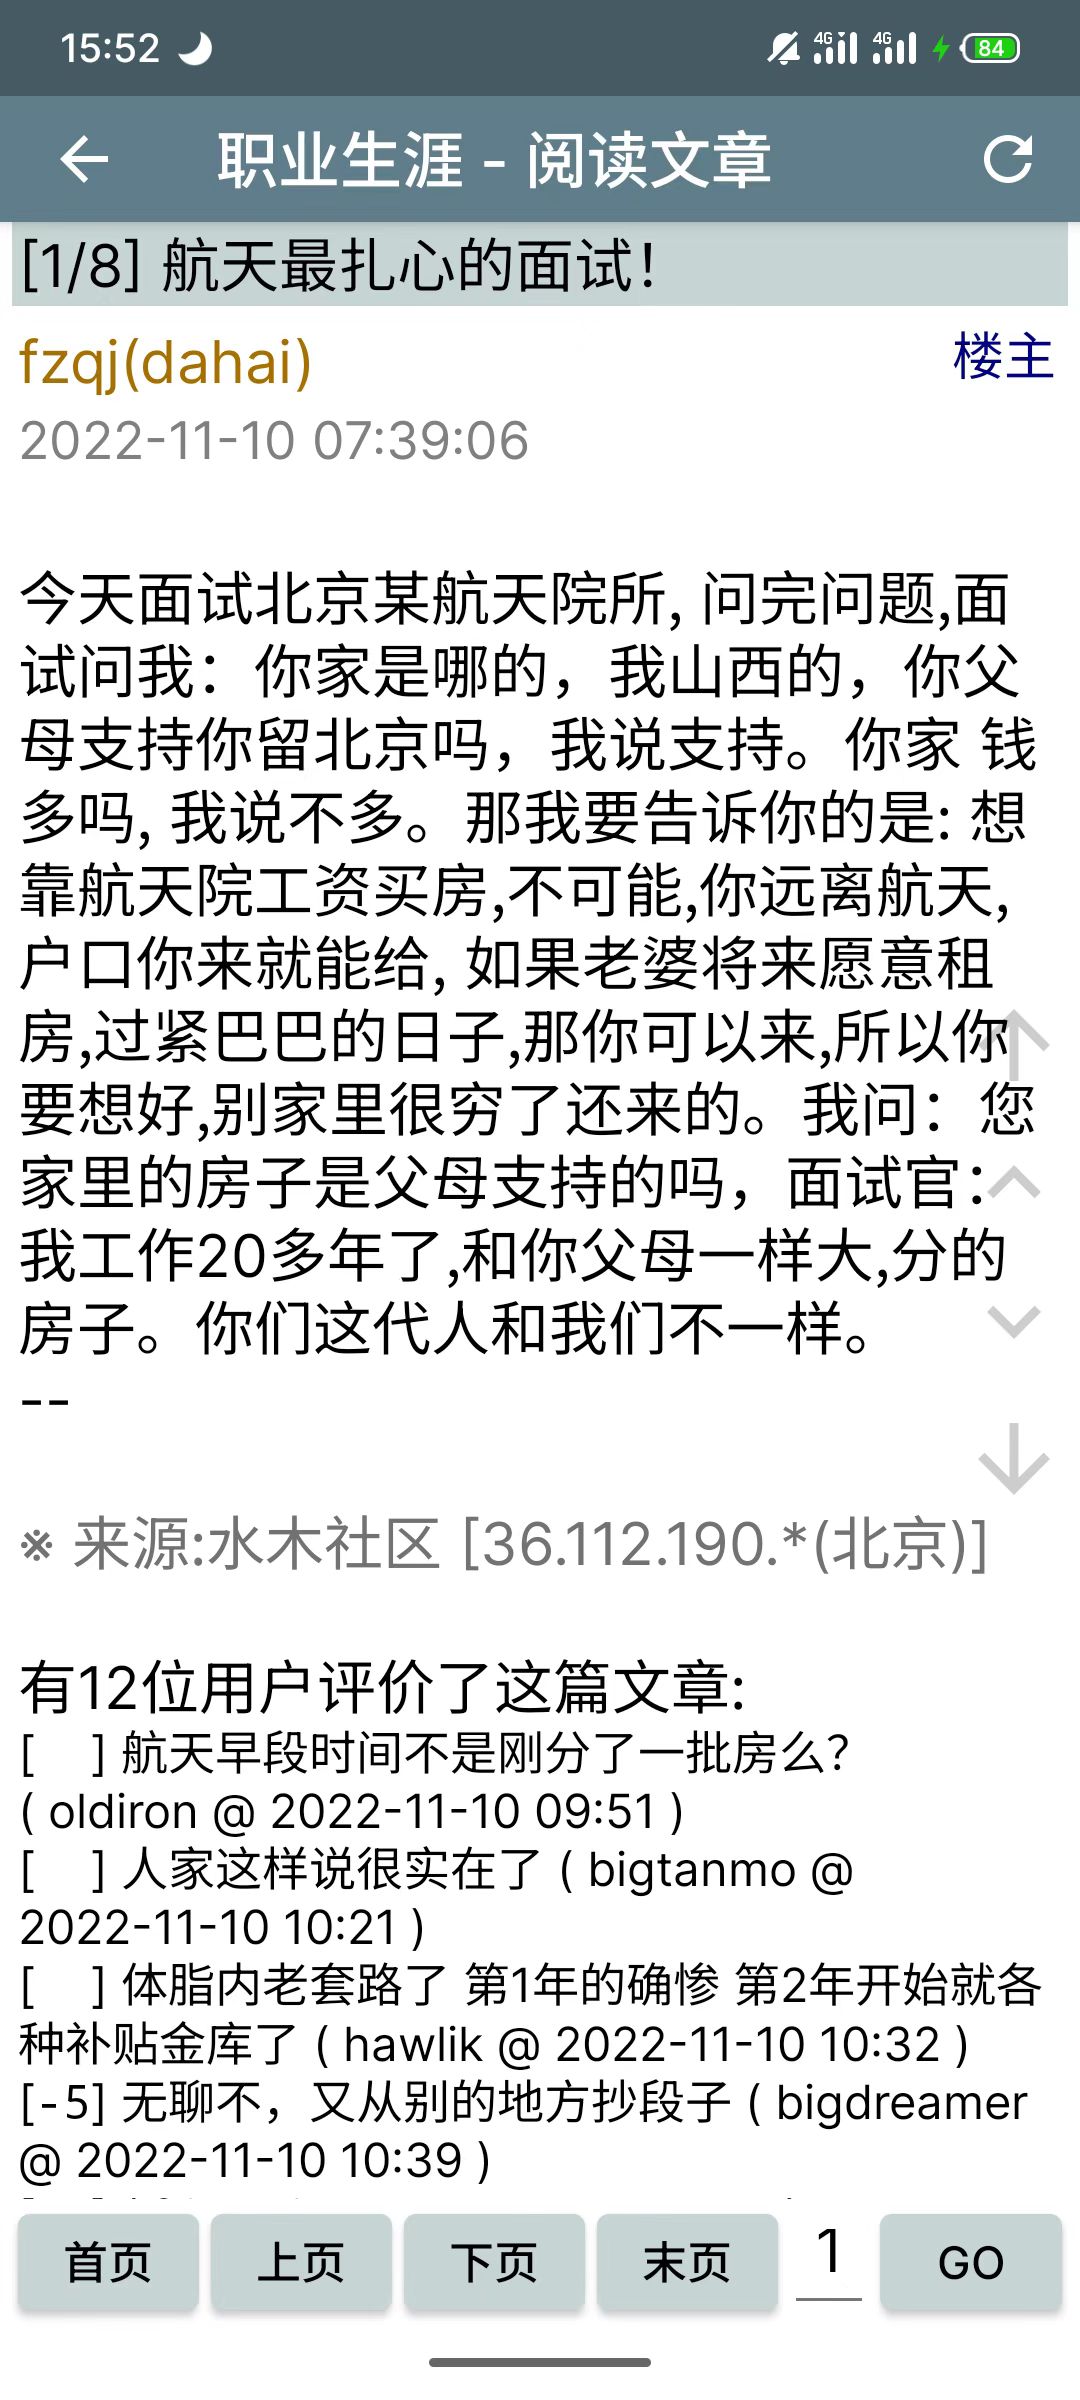 15:52
4G 4G 84
职业生涯 - 阅读文章
[1/8] 航天最扎心的面试！
fzqj(dahai) 楼主
2022-11-10 07:39:06
今天面试北京某航天院所, 问完问题,面
试问我：你家是哪的，我山西的，你父
母支持你留北京吗，我说支持。你家 钱
多吗, 我说不多。那我要告诉你的是: 想
靠航天院工资买房,不可能,你远离航天,
户口你来就能给, 如果老婆将来愿意租
房,过紧巴巴的日子,那你可以来,所以你
要想好,别家里很穷了还来的。我问：您
家里的房子是父母支持的吗，面试官：
我工作20多年了,和你父母一样大,分的
房子。你们这代人和我们不一样。
--
※ 来源:水木社区 [36.112.190.*(北京)]
有12位用户评价了这篇文章:
[ ] 航天早段时间不是刚分了一批房么？
( oldiron @ 2022-11-10 09:51 )
[ ] 人家这样说很实在了 ( bigtanmo @
2022-11-10 10:21 )
[ ] 体脂内老套路了 第1年的确惨 第2年开始就各
种补贴金库了 ( hawlik @ 2022-11-10 10:32 )
[-5] 无聊不，又从别的地方抄段子 ( bigdreamer
@ 2022-11-10 10:39 )
首页 上页 下页 末页 1 GO